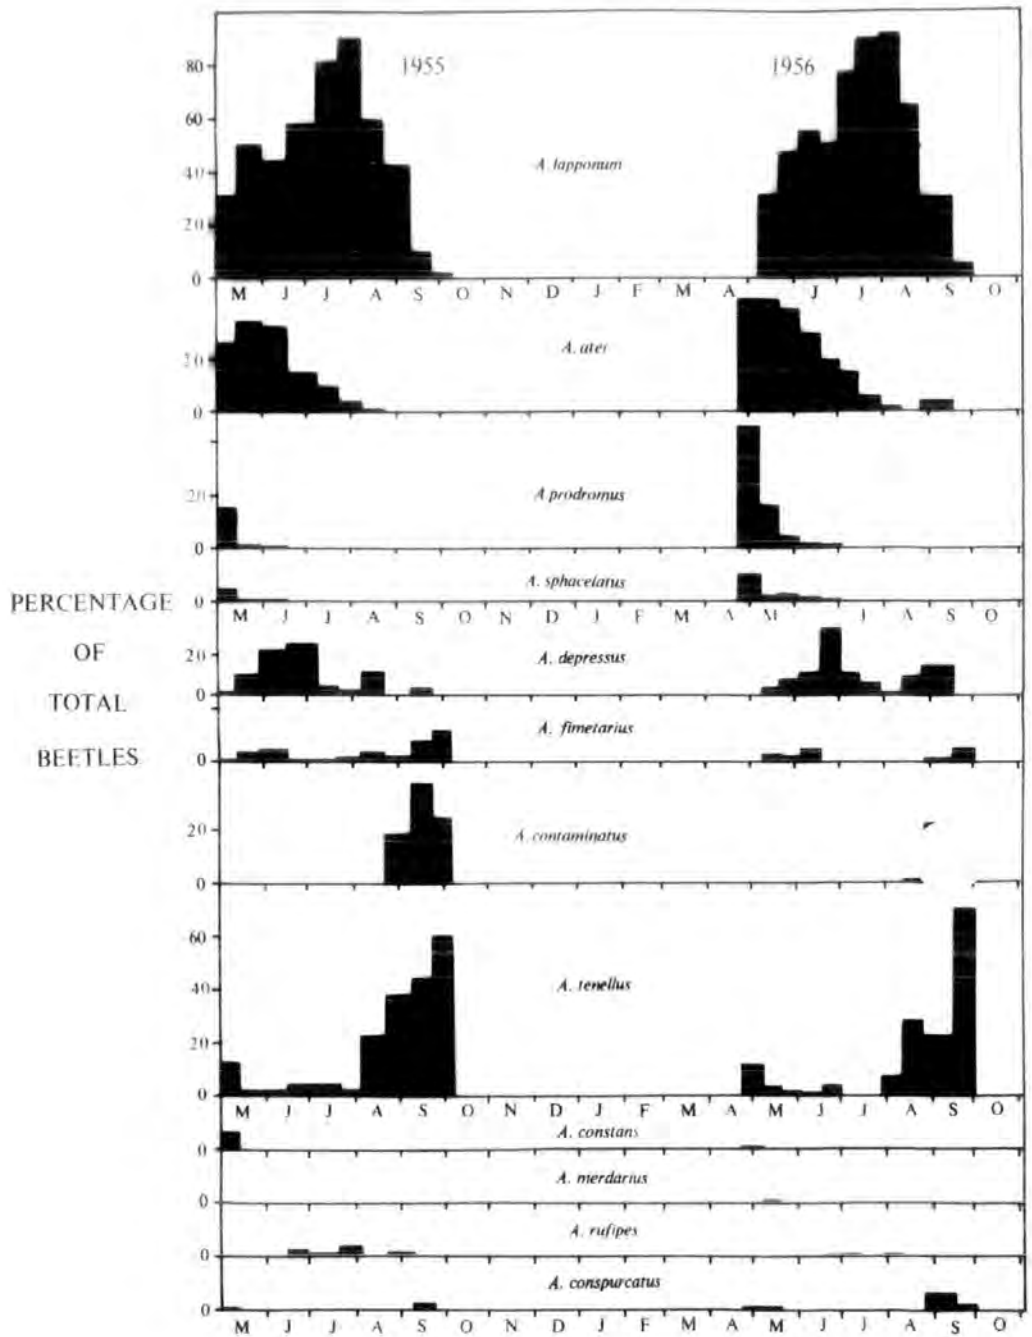 80
1955
1956
60
A. lapponum
40
20
0
M J J A S O N D J F M A J J A S O
A. ater
20
0
A prodromus
20
0
A. sphacelatus
0
M J J A S O N D J F M A M J J A S O
PERCENTAGE
OF
TOTAL
BEETLES
A. depressus
20
0
A. fimetarius
0
A. contaminatus
20
0
60
A. tenellus
40
20
0
M J J A S O N D J F M A M J J A S O
A. constans
0
A. merdarius
0
A. rufipes
0
A. conspurcatus
0
M J J A S O N D J F M A M J J A S O